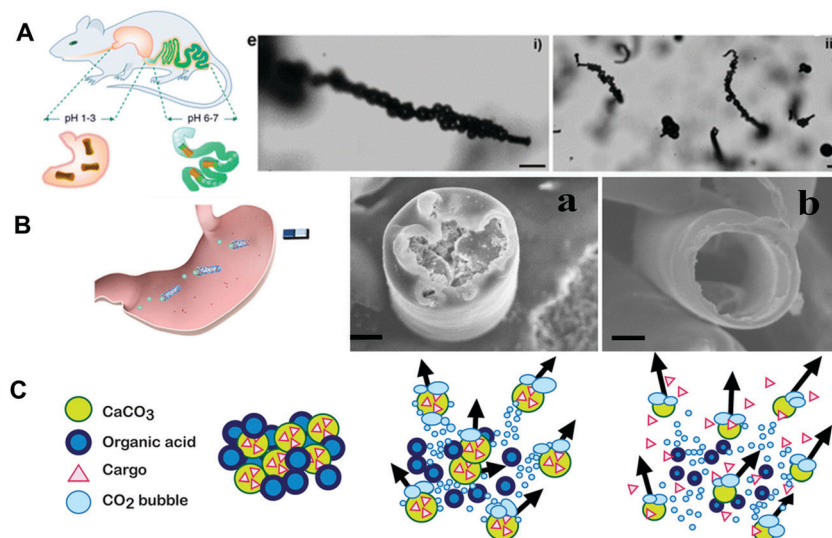 A
pH 1-3
pH 6-7
e
i)
ii
B
a
b
C
CaCO3
Organic acid
Cargo
CO2 bubble